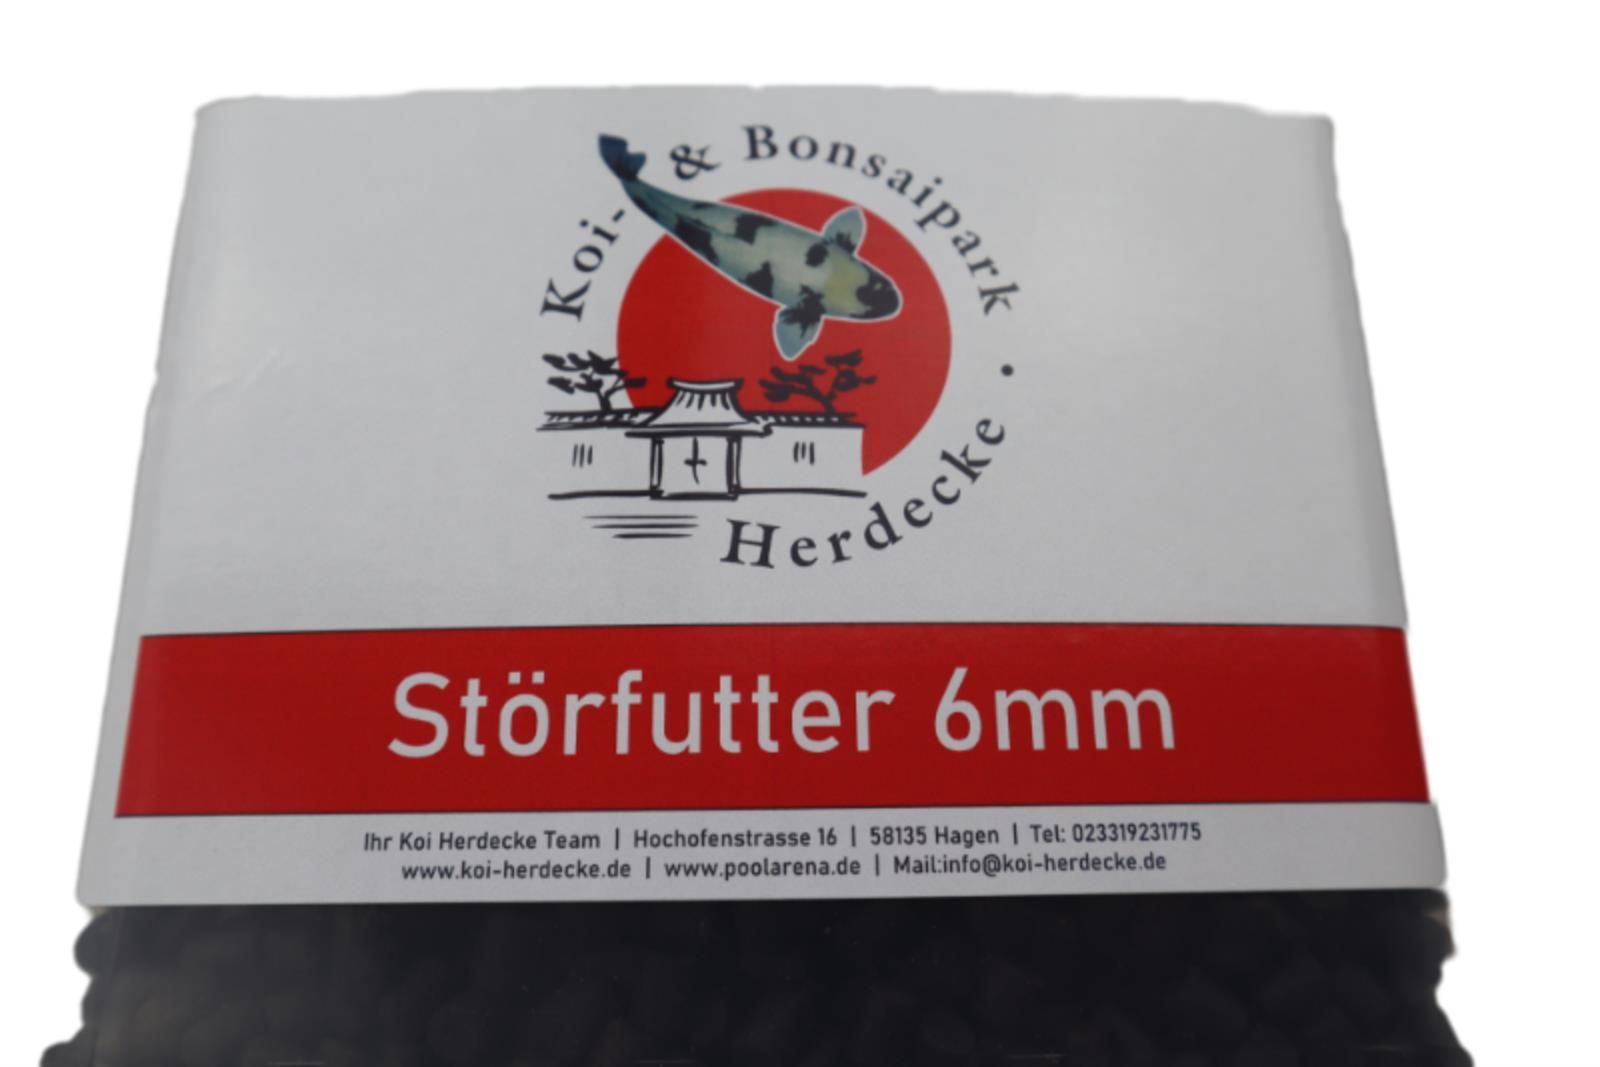 Koi- & Bonsaipark · Herdecke
Störfutter 6mm
Ihr Koi Herdecke Team | Hochofenstrasse 16 | 58135 Hagen | Tel: 023319231775
www.koi-herdecke.de | www.poolarena.de | Mail:info@koi-herdecke.de